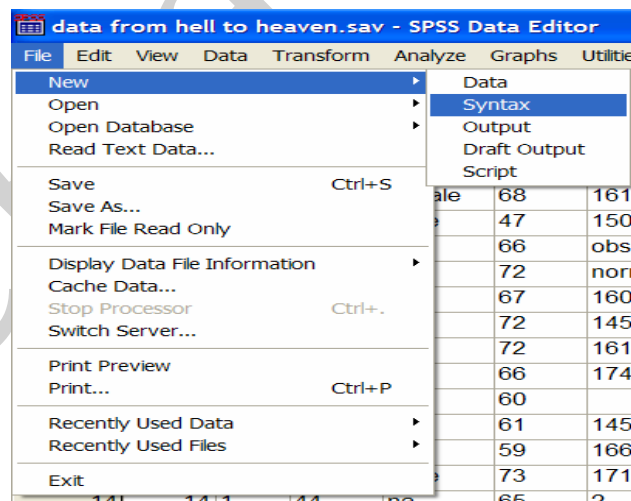 data from hell to heaven.sav - SPSS Data Editor
File Edit View Data Transform Analyze Graphs
New
Open
Open Database
Read Text Data...
Save Ctrl+S
Save As...
Mark File Read Only
Display Data File Information
Cache Data...
Stop Processor Ctrl+.
Switch Server...
Print Preview
Print... Ctrl+P
Recently Used Data
Recently Used Files
Exit
Data
Syntax
Output
Draft Output
Script
68 161
47 150
66
72
67 160
72 145
72 161
66 174
60
61 145
59 166
73 171
14 1 44 no 65 2